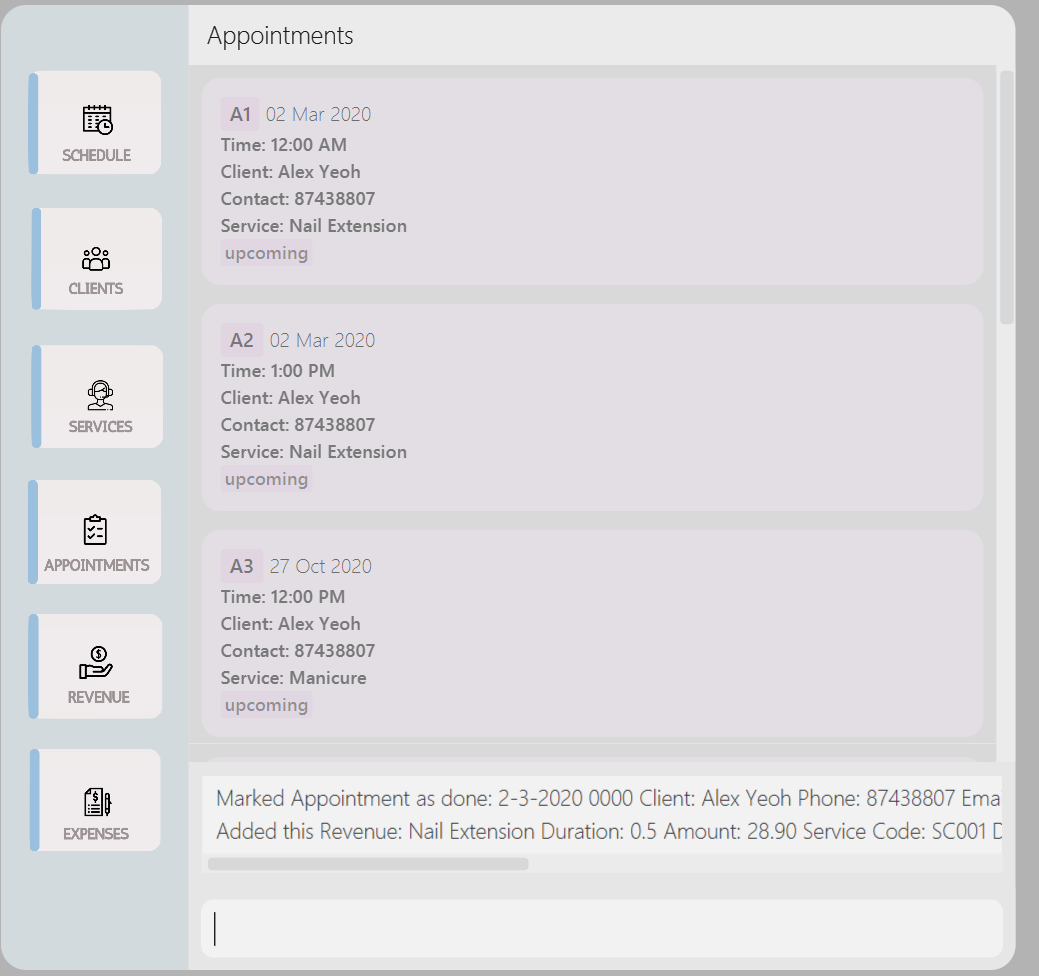 Appointments
SCHEDULE
CLIENTS
SERVICES
APPOINTMENTS
REVENUE
EXPENSES
A1 02 Mar 2020
Time: 12:00 AM
Client: Alex Yeoh
Contact: 87438807
Service: Nail Extension
upcoming
A2 02 Mar 2020
Time: 1:00 PM
Client: Alex Yeoh
Contact: 87438807
Service: Nail Extension
upcoming
A3 27 Oct 2020
Time: 12:00 PM
Client: Alex Yeoh
Contact: 87438807
Service: Manicure
upcoming
Marked Appointment as done: 2-3-2020 0000 Client: Alex Yeoh Phone: 87438807 Ema
Added this Revenue: Nail Extension Duration: 0.5 Amount: 28.90 Service Code: SC001 D